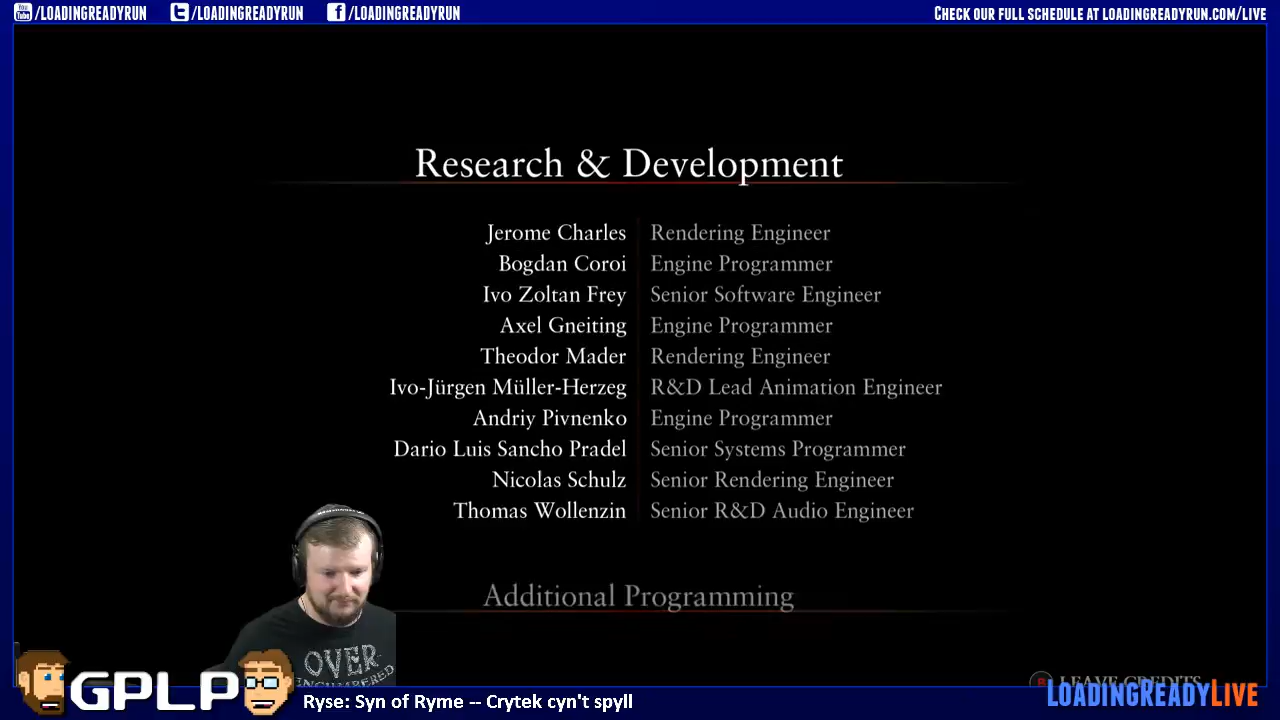 /LOADINGREADYRUN /LOADINGREADYRUN /LOADINGREADYRUN CHECK OUR FULL SCHEDULE AT LOADINGREADYRUN.COM/LIVE
Research & Development
Jerome Charles Rendering Engineer
Bogdan Coroi Engine Programmer
Ivo Zoltan Frey Senior Software Engineer
Axel Gneiting Engine Programmer
Theodor Mader Rendering Engineer
Ivo-Jürgen Müller-Herzeg R&D Lead Animation Engineer
Andriy Pivnenko Engine Programmer
Dario Luis Sancho Pradel Senior Systems Programmer
Nicolas Schulz Senior Rendering Engineer
Thomas Wollenzin Senior R&D Audio Engineer
Additional Programming
OVER
LEAVE CREDITS
GPLP
Ryse: Syn of Ryme -- Crytek cyn't spyll
LOADINGREADYLIVE